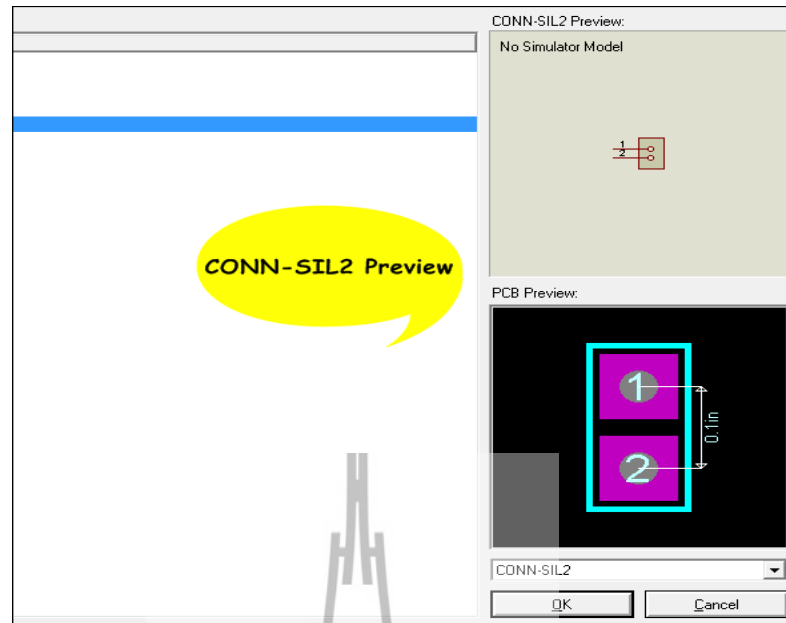 CONN-SIL2 Preview:
No Simulator Model
1
2
CONN-SIL2 Preview
PCB Preview:
1
0.1in
2
CONN-SIL2
OK
Cancel